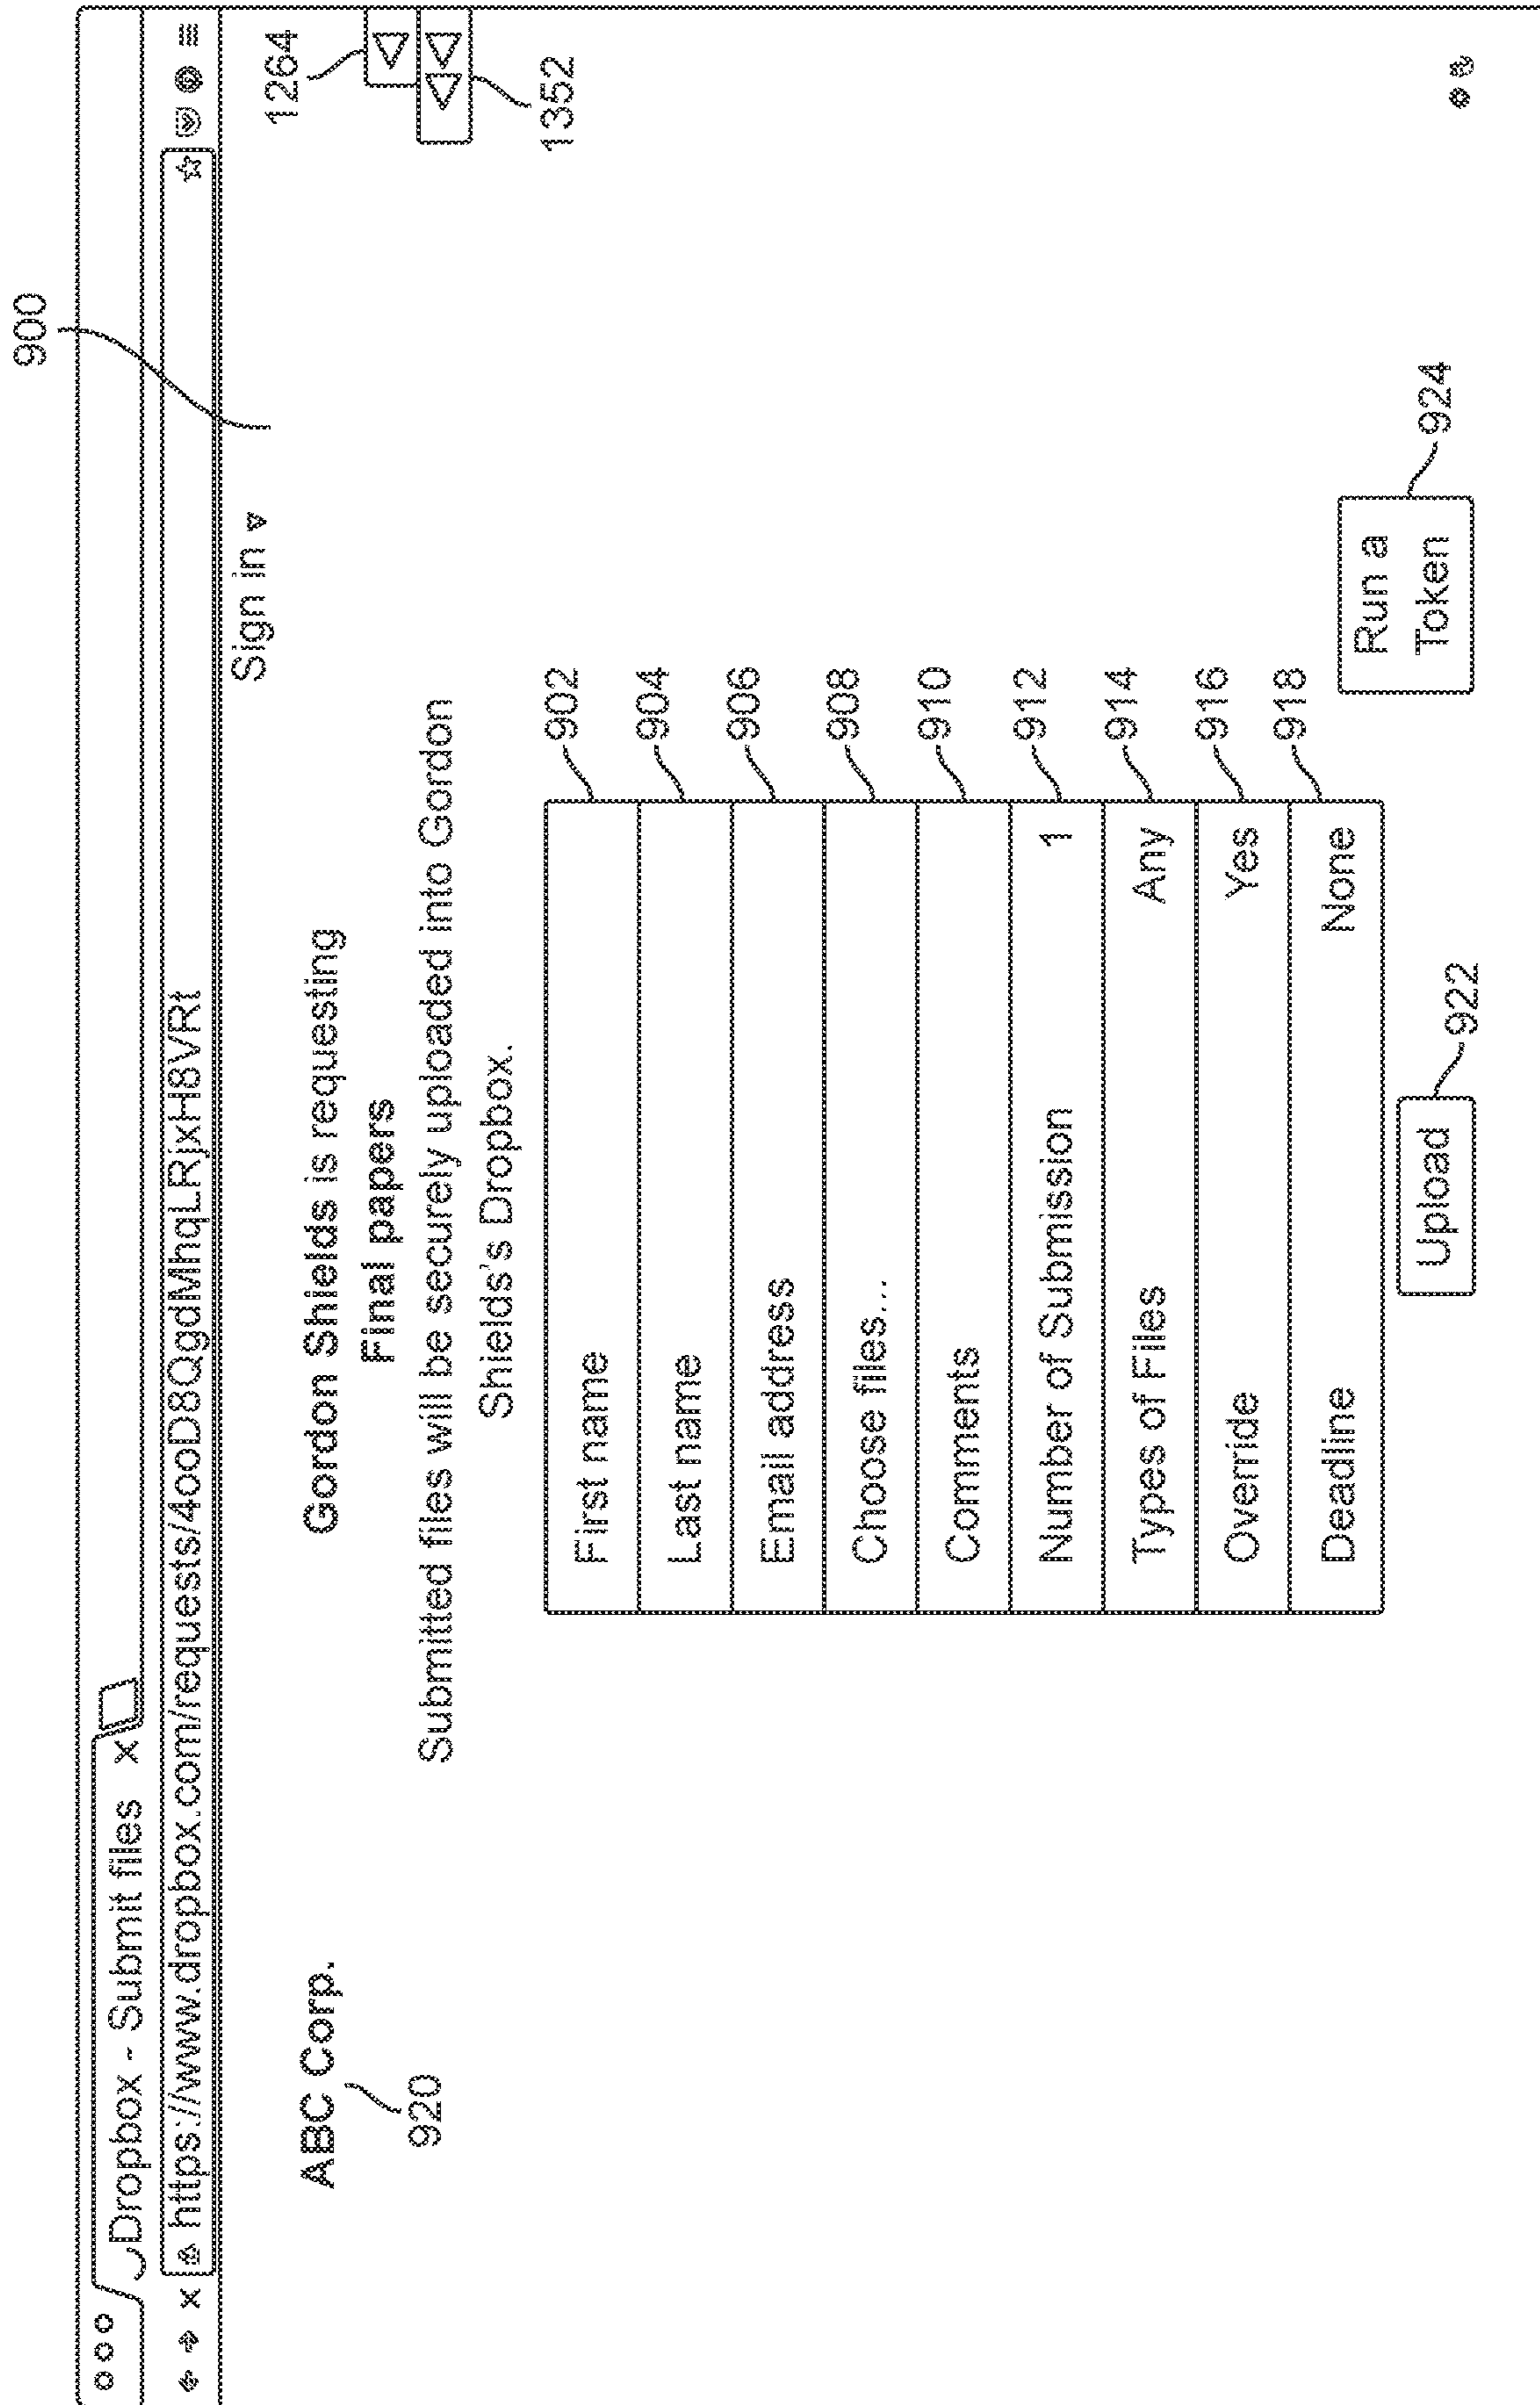 900
Dropbox - Submit files x
https://www.dropbox.com/requests/4ooD8QgdMhqLRjxH8VRt
Sign in
1264
ABC Corp.
920
Gordon Shields is requesting
Final papers
Submitted files will be securely uploaded into Gordon
Shields's Dropbox.
1352
First name 902
Last name 904
Email address 906
Choose files... 908
Comments 910
Number of Submission 1 912
Types of Files Any 914
Override Yes 916
Deadline None 918
Upload
922
Run a
Token
924